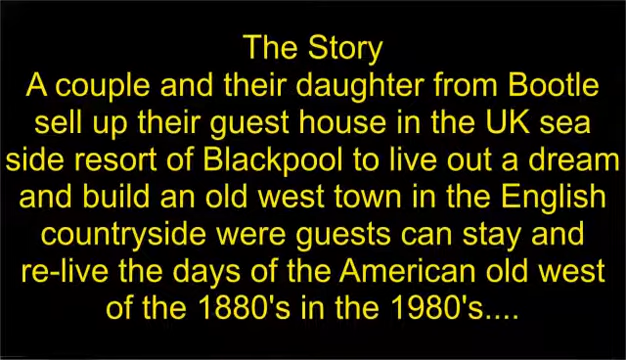 The Story
A couple and their daughter from Bootle
sell up their guest house in the UK sea
side resort of Blackpool to live out a dream
and build an old west town in the English
countryside were guests can stay and
re-live the days of the American old west
of the 1880's in the 1980's....